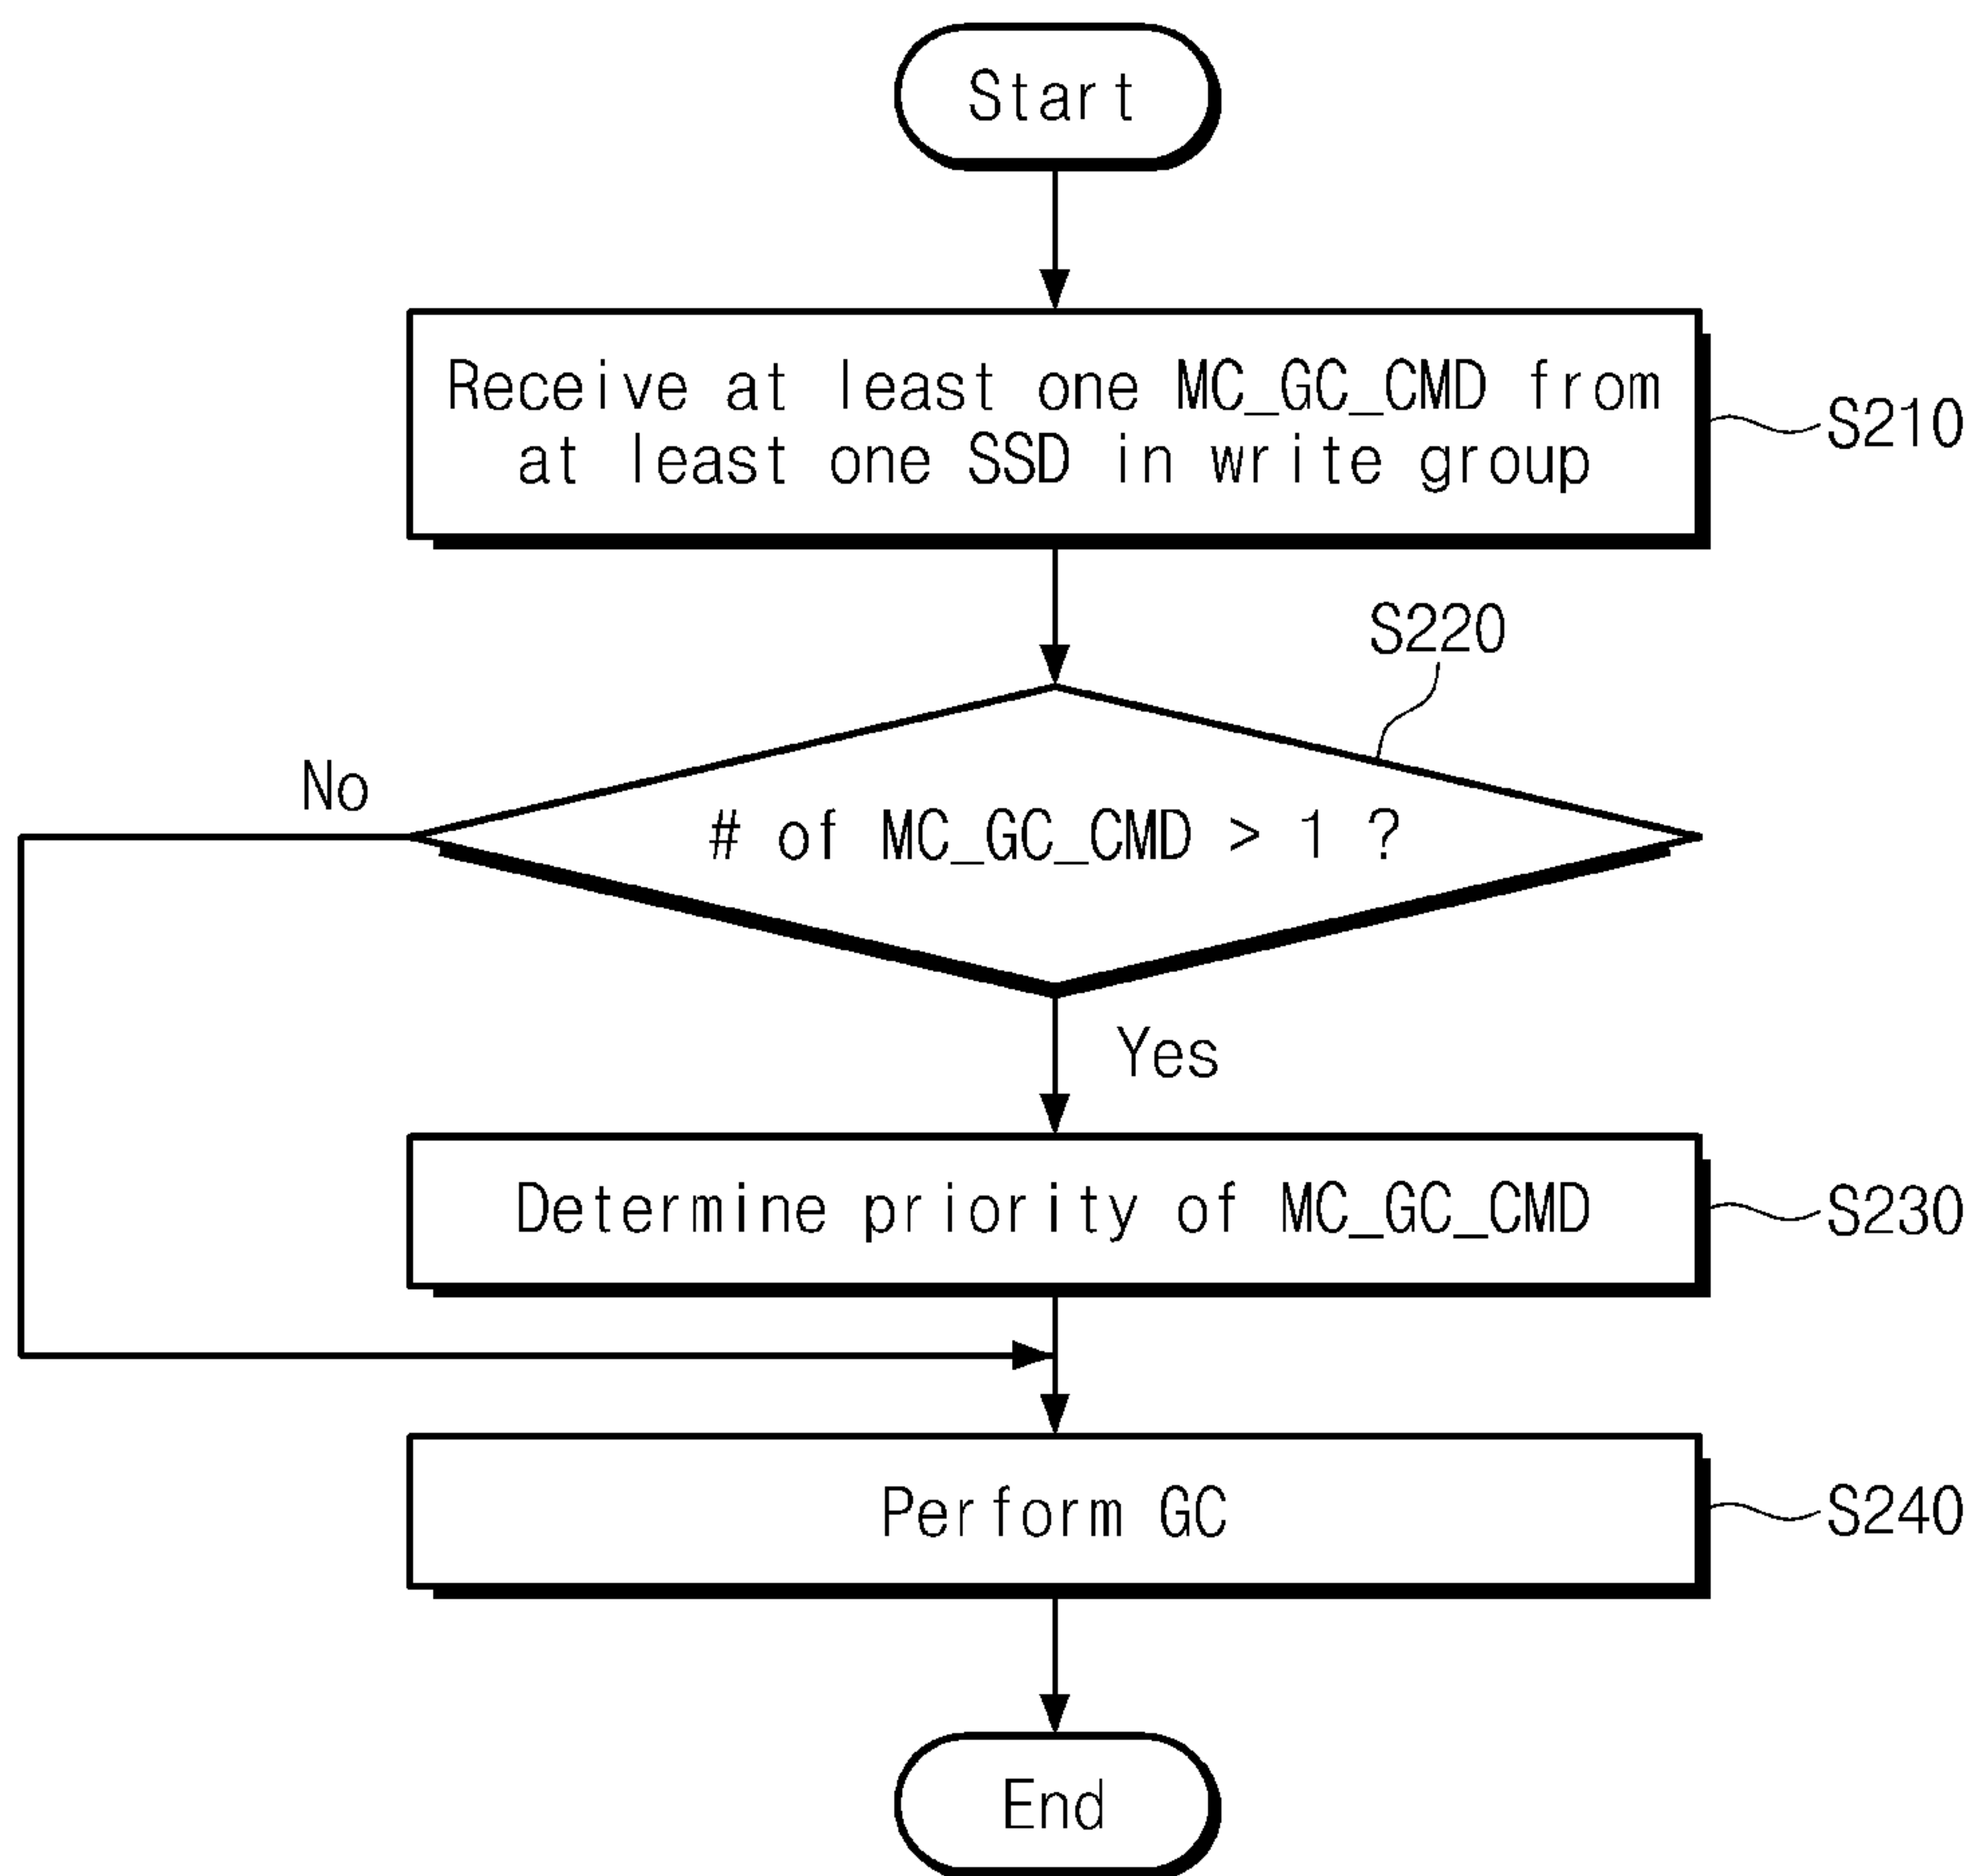 Start
Receive at least one MC_GC_CMD from
at least one SSD in write group
S210
S220
No
# of MC_GC_CMD > 1 ?
Yes
Determine priority of MC_GC_CMD
S230
Perform GC
S240
End